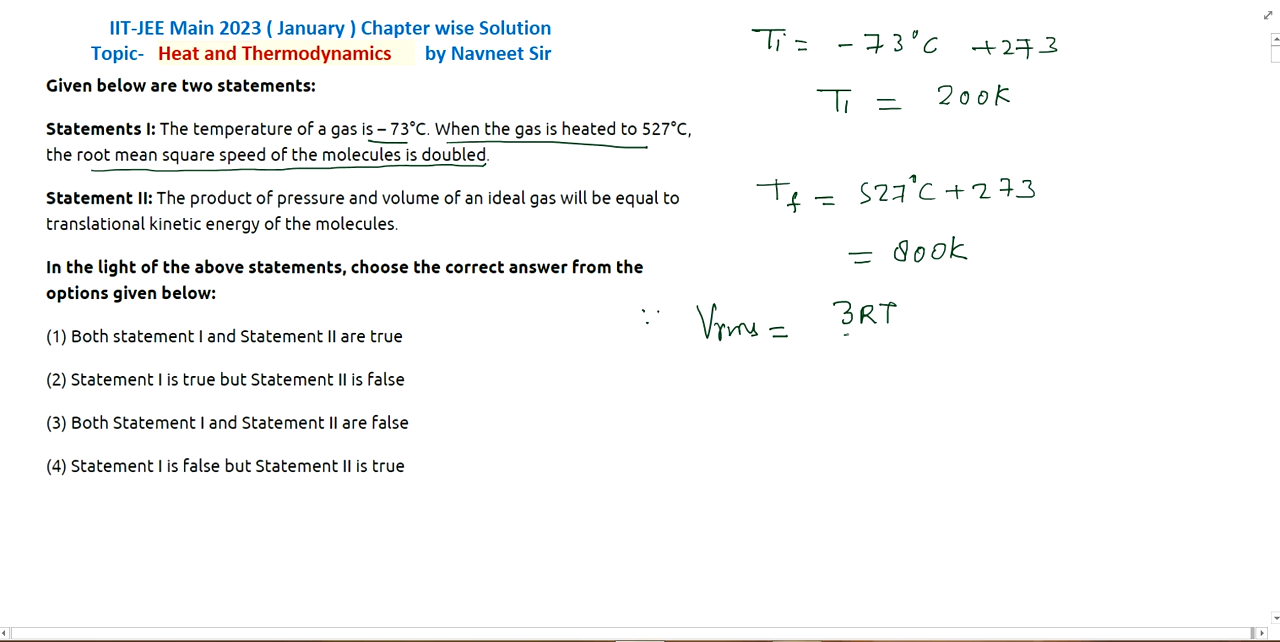 IIT-JEE Main 2023 ( January ) Chapter wise Solution
Topic- Heat and Thermodynamics by Navneet Sir
Given below are two statements:
Statements I: The temperature of a gas is – 73°C. When the gas is heated to 527°C,
the root mean square speed of the molecules is doubled.
Statement II: The product of pressure and volume of an ideal gas will be equal to
translational kinetic energy of the molecules.
In the light of the above statements, choose the correct answer from the
options given below:
(1) Both statement I and Statement II are true
(2) Statement I is true but Statement II is false
(3) Both Statement I and Statement II are false
(4) Statement I is false but Statement II is true
Ti = - 73°C +273
Ti = 200K
Tf = 527°C + 273
= 800K
∵ Vrms = 3RT